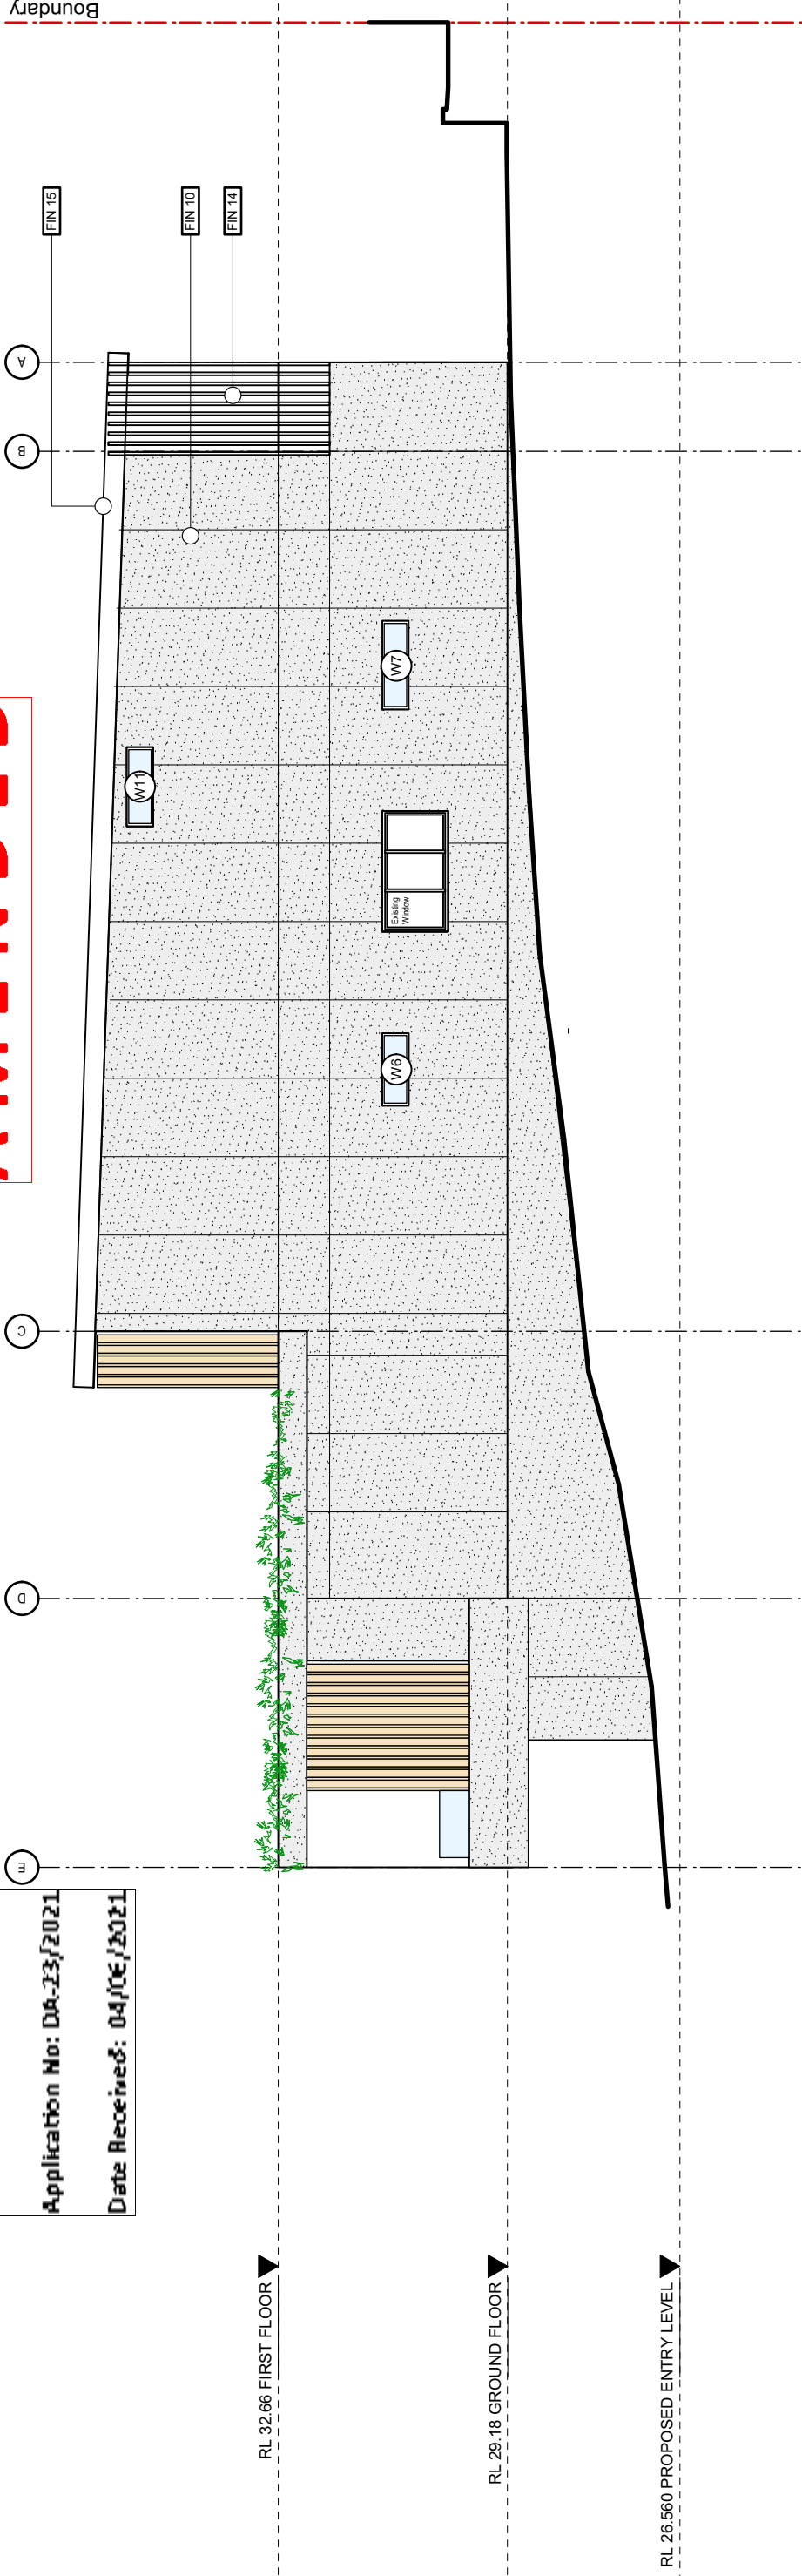 Application No: DA-23/2021
Date Received: 04/06/2021
AMENDED
Boundary
E
D
C
B
A
FIN 15
FIN 10
FIN 14
W11
W6
Existing
Window
W7
RL 32.66 FIRST FLOOR
RL 29.18 GROUND FLOOR
RL 26.560 PROPOSED ENTRY LEVEL